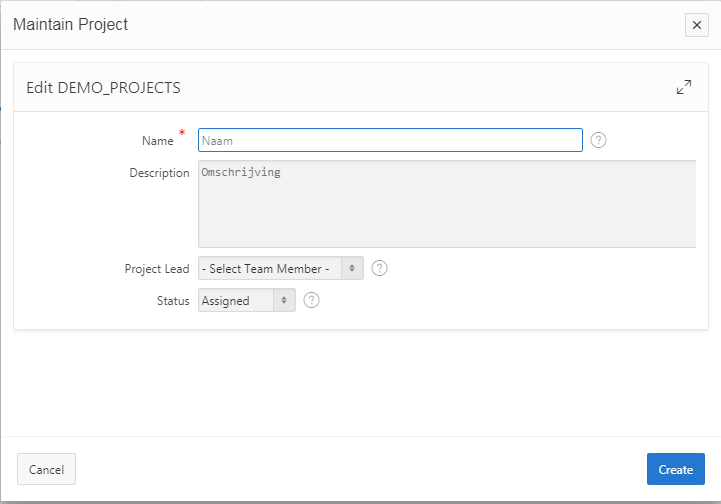 Maintain Project
Edit DEMO_PROJECTS
Name * Naam ?
Description Omschrijving
Project Lead - Select Team Member - ?
Status Assigned ?
Cancel Create